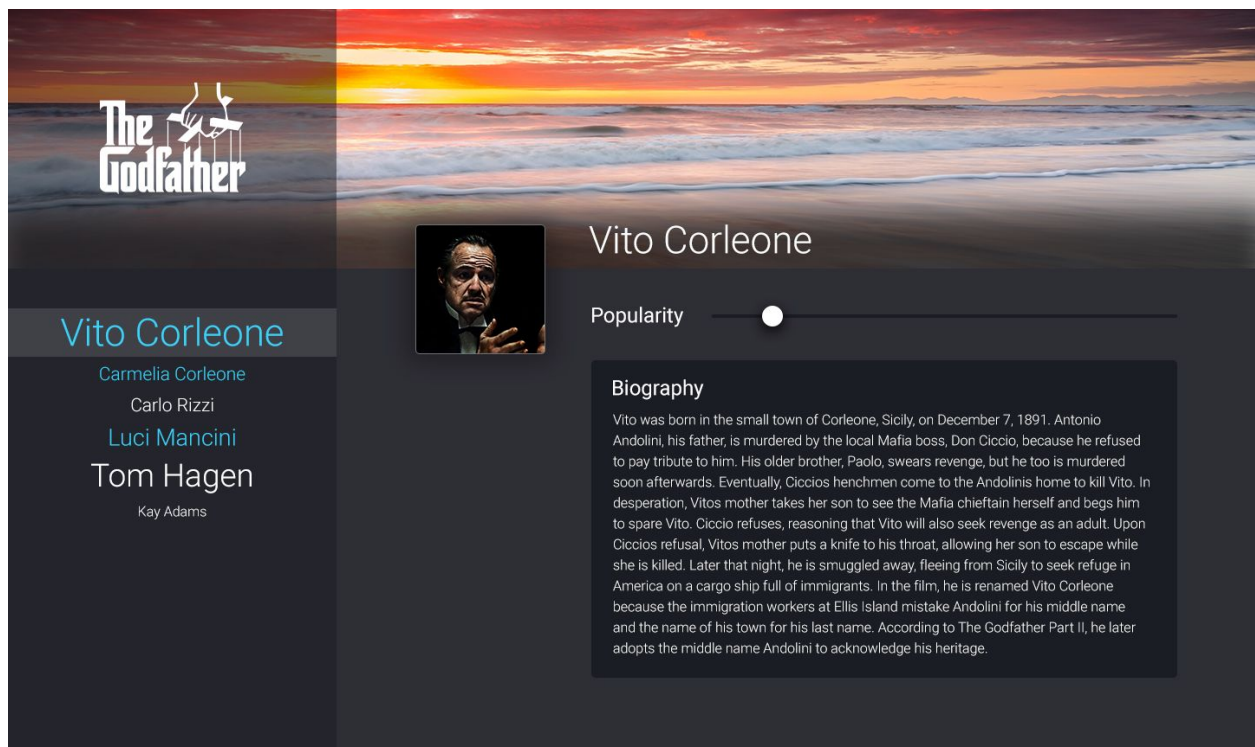 The
Godfather
Vito Corleone
Carmelia Corleone
Carlo Rizzi
Luci Mancini
Tom Hagen
Kay Adams
Vito Corleone
Popularity
Biography
Vito was born in the small town of Corleone, Sicily, on December 7, 1891. Antonio
Andolini, his father, is murdered by the local Mafia boss, Don Ciccio, because he refused
to pay tribute to him. His older brother, Paolo, swears revenge, but he too is murdered
soon afterwards. Eventually, Ciccios henchmen come to the Andolinis home to kill Vito. In
desperation, Vitos mother takes her son to see the Mafia chieftain herself and begs him
to spare Vito. Ciccio refuses, reasoning that Vito will also seek revenge as an adult. Upon
Ciccios refusal, Vitos mother puts a knife to his throat, allowing her son to escape while
she is killed. Later that night, he is smuggled away, fleeing from Sicily to seek refuge in
America on a cargo ship full of immigrants. In the film, he is renamed Vito Corleone
because the immigration workers at Ellis Island mistake Andolini for his middle name
and the name of his town for his last name. According to The Godfather Part II, he later
adopts the middle name Andolini to acknowledge his heritage.